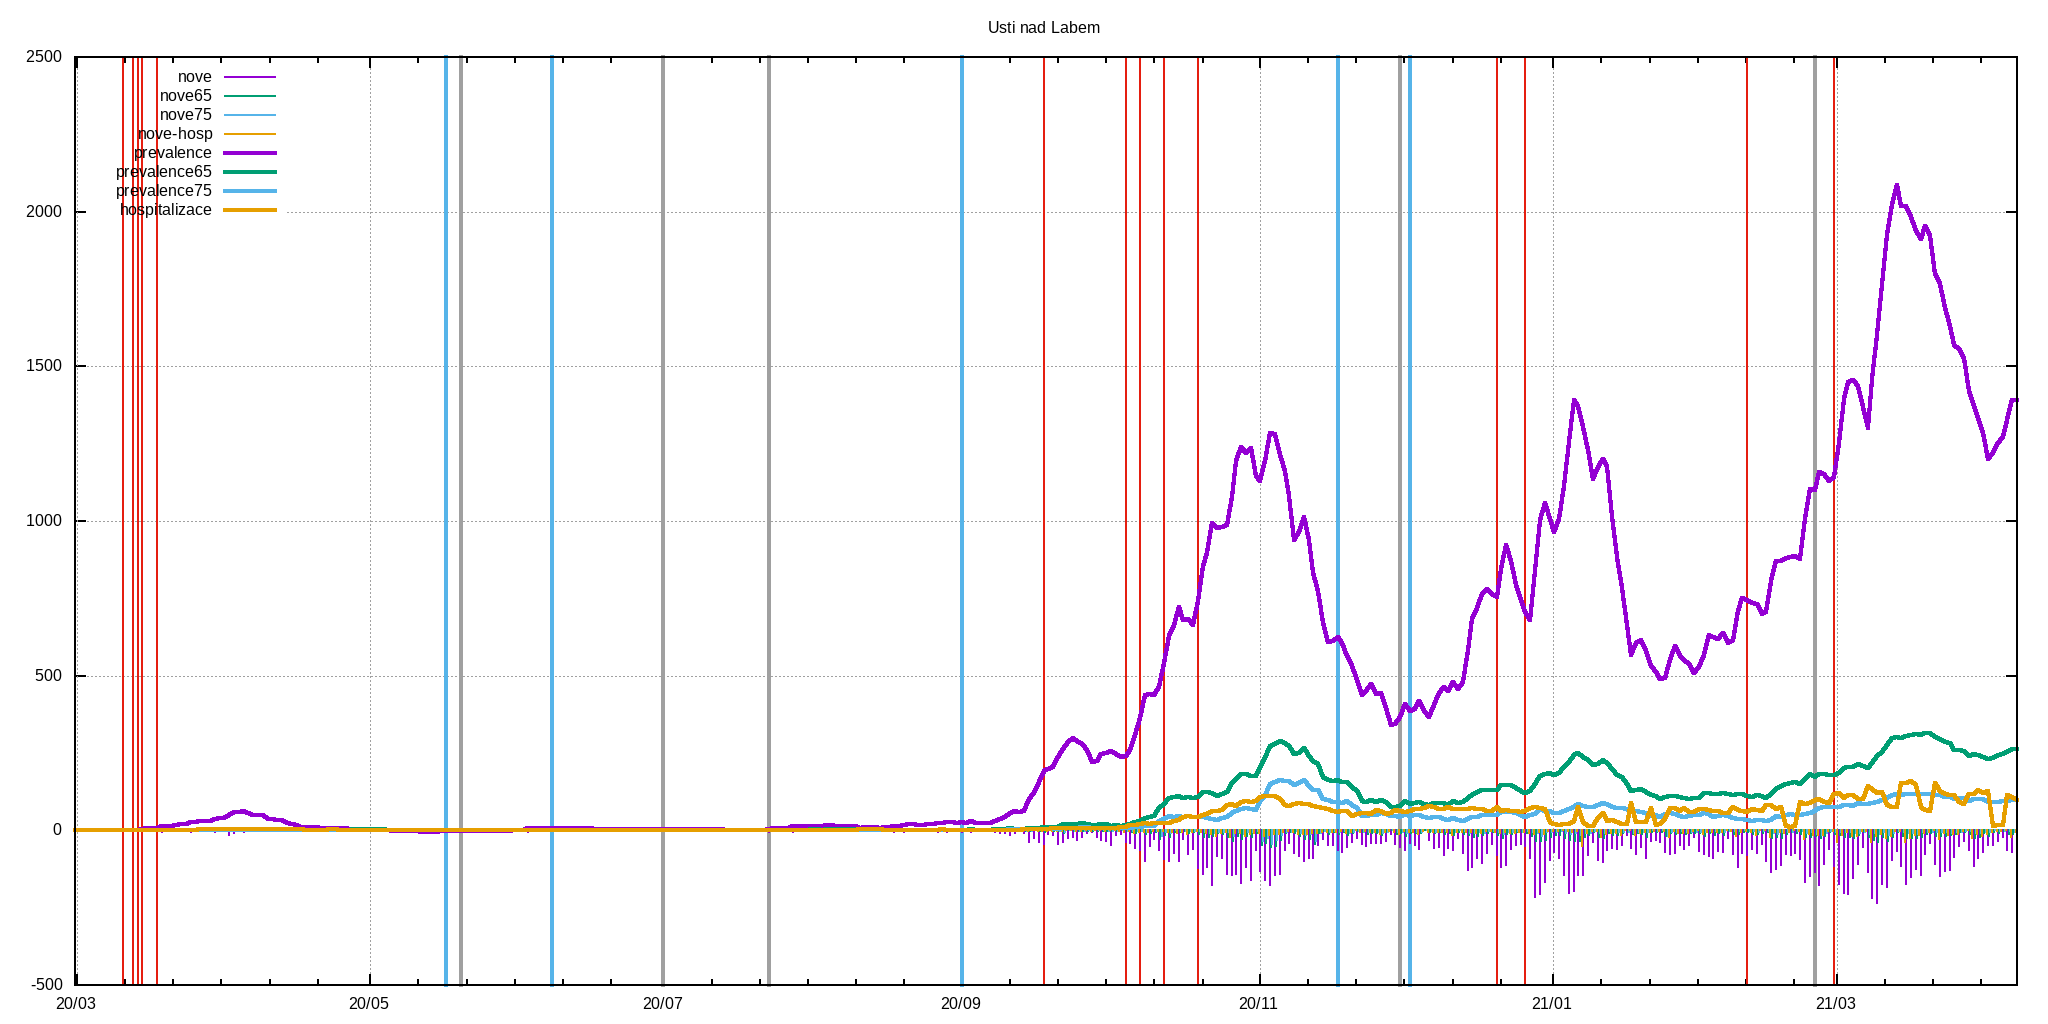 Usti nad Labem
2500
2000
1500
1000
500
0
-500
nove
nove65
nove75
nove-hosp
prevalence
prevalence65
prevalence75
hospitalizace
20/03
20/05
20/07
20/09
20/11
21/01
21/03